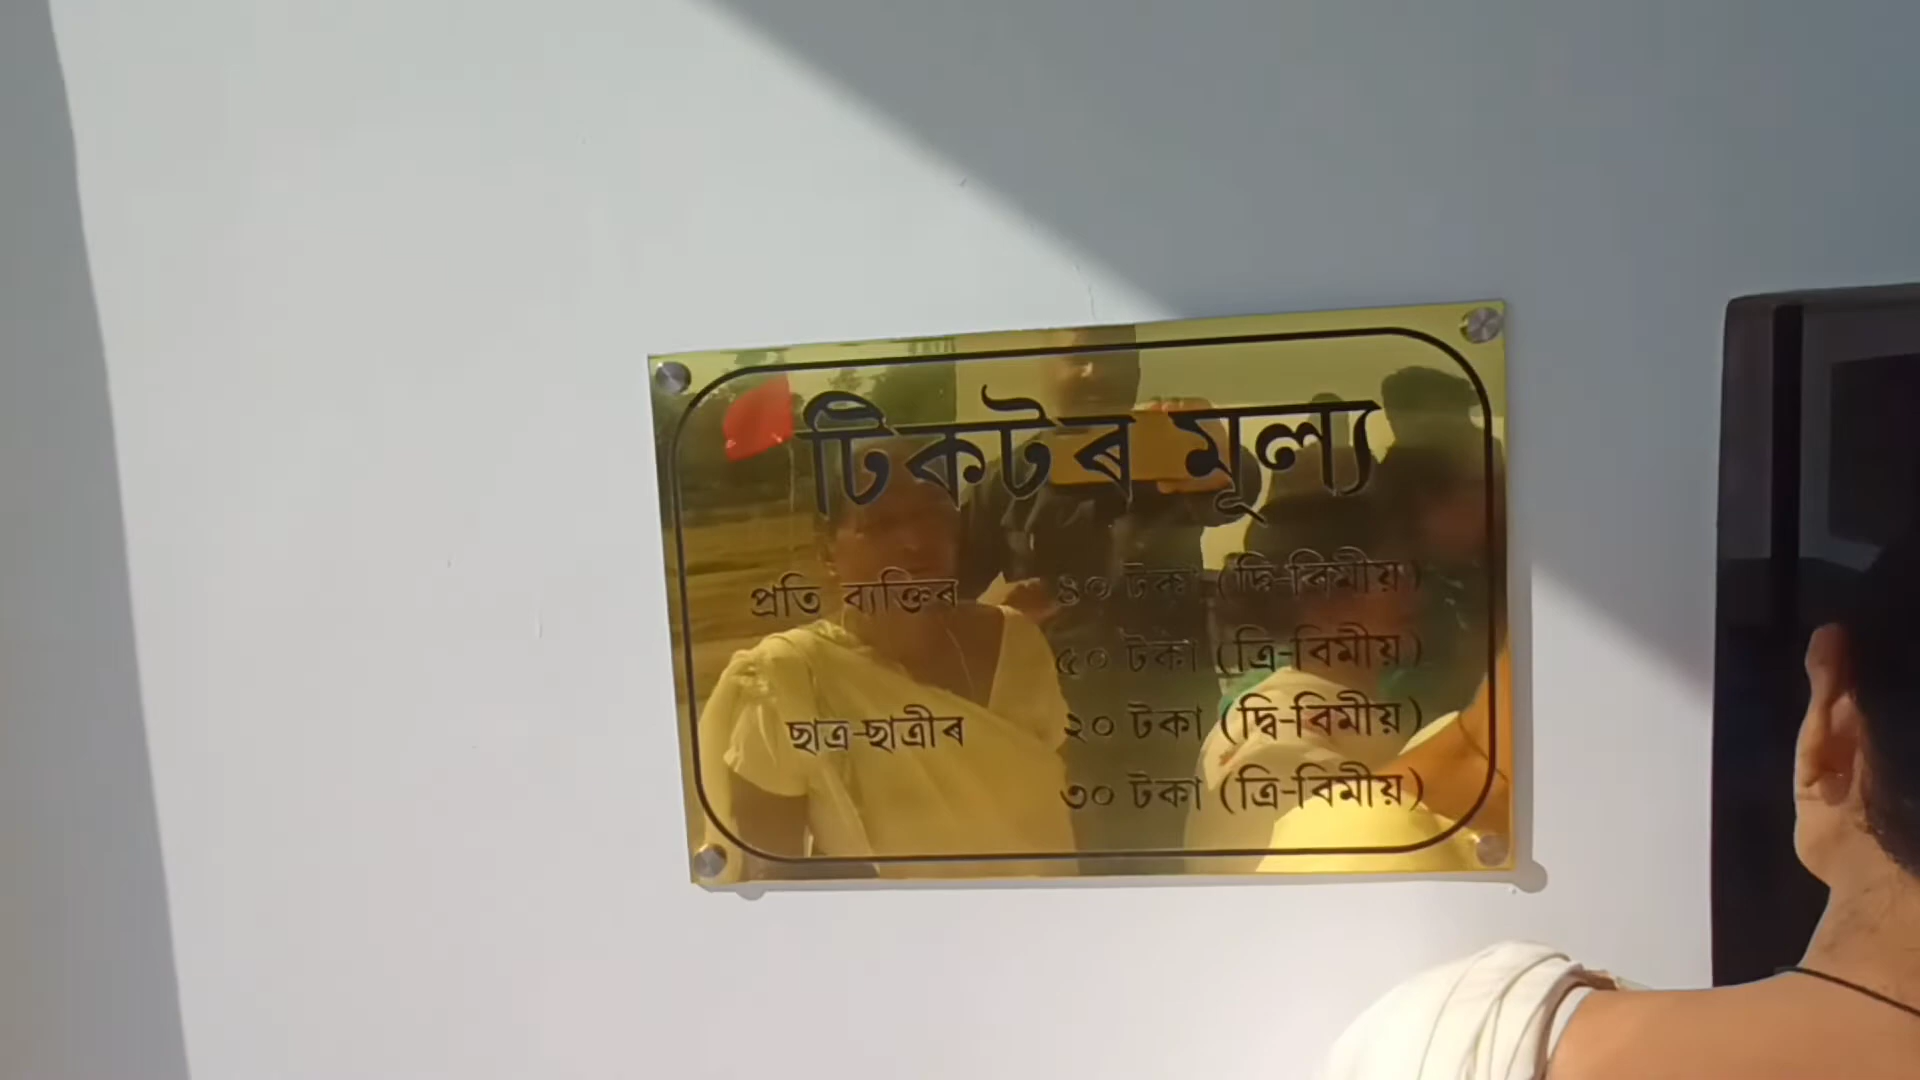 টিকটৰ মূল্য
প্ৰতি ব্যক্তিৰ ৪০ টকা (দ্বি-বিমীয়)
৫০ টকা (ত্ৰি-বিমীয়)
ছাত্ৰ-ছাত্ৰীৰ ২০ টকা (দ্বি-বিমীয়)
৩০ টকা (ত্ৰি-বিমীয়)